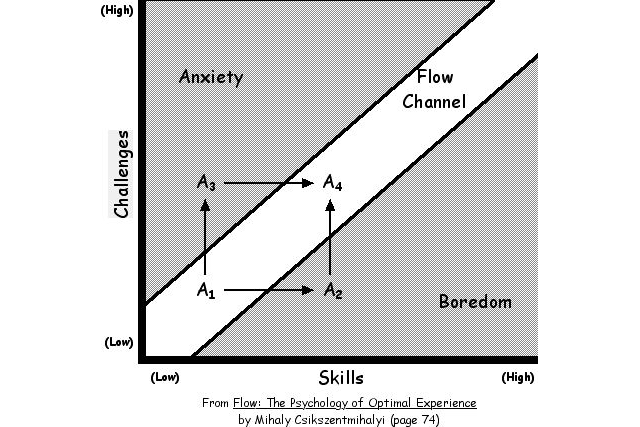 (High)
Anxiety
Flow
Channel
Challenges
A3
A4
A1
A2
Boredom
(Low)
(Low)
Skills
(High)
From Flow: The Psychology of Optimal Experience
by Mihaly Csikszentmihalyi (page 74)